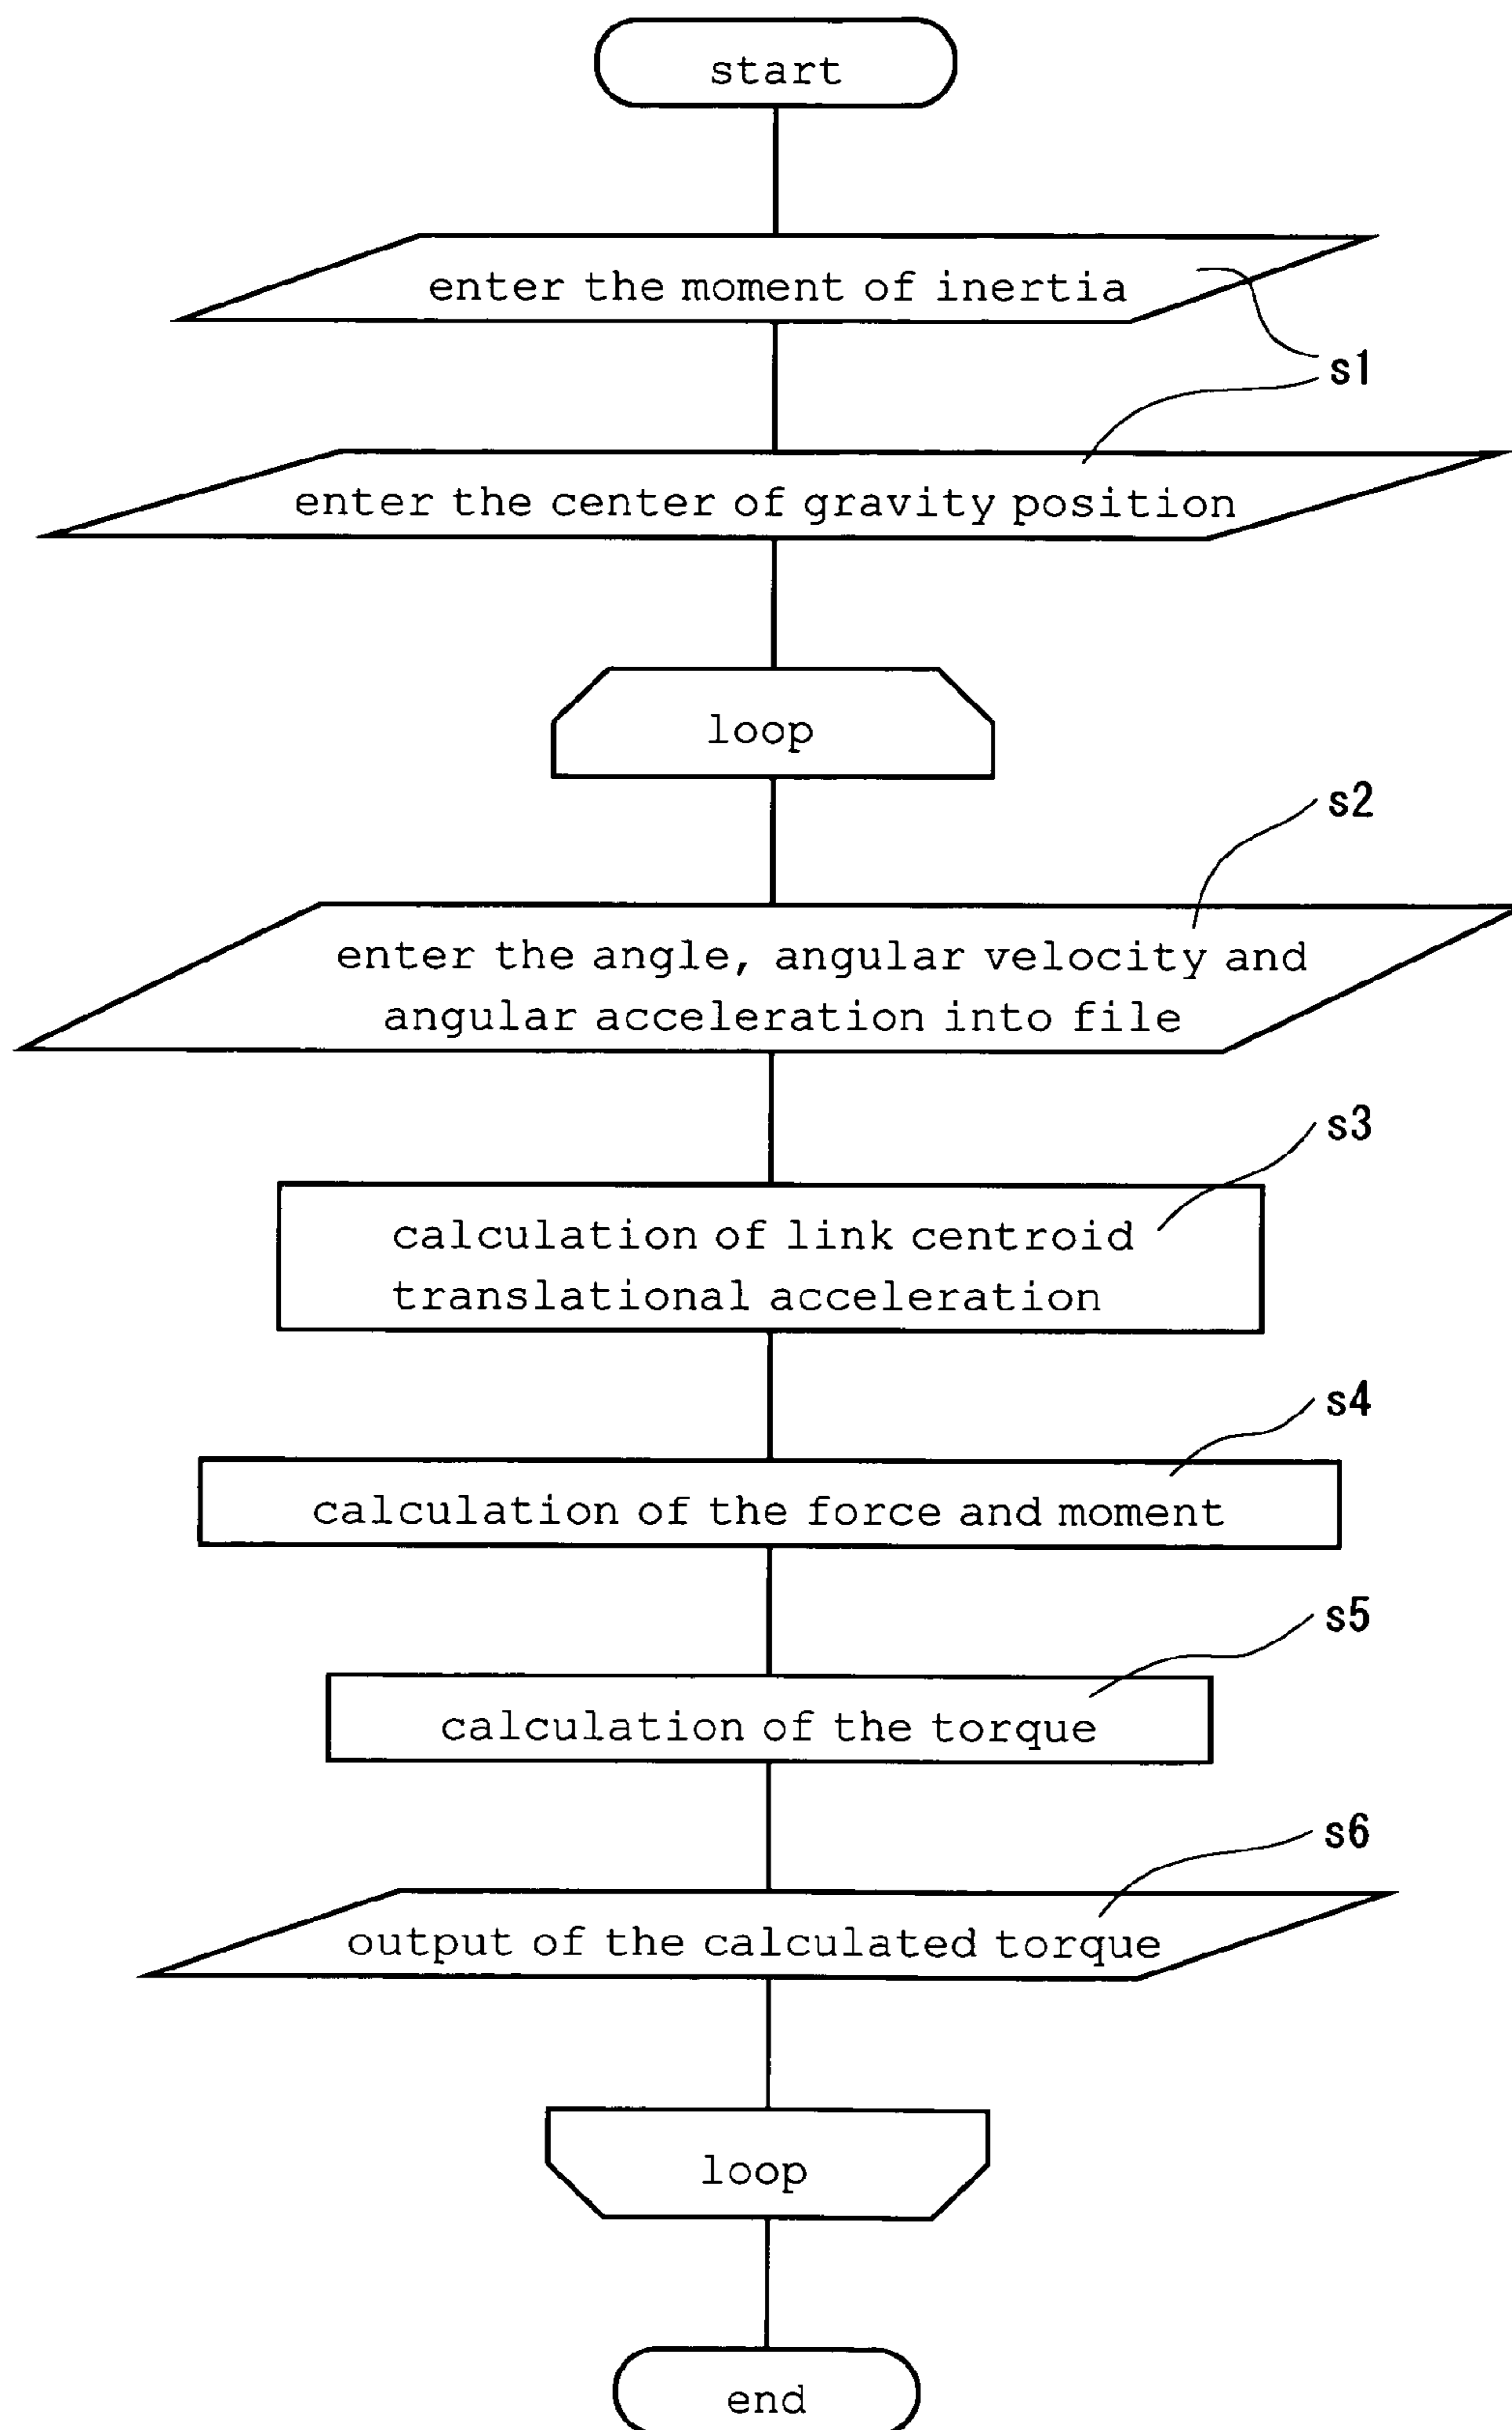 start
enter the moment of inertia
s1
enter the center of gravity position
loop
s2
enter the angle, angular velocity and
angular acceleration into file
s3
calculation of link centroid
translational acceleration
s4
calculation of the force and moment
s5
calculation of the torque
s6
output of the calculated torque
loop
end